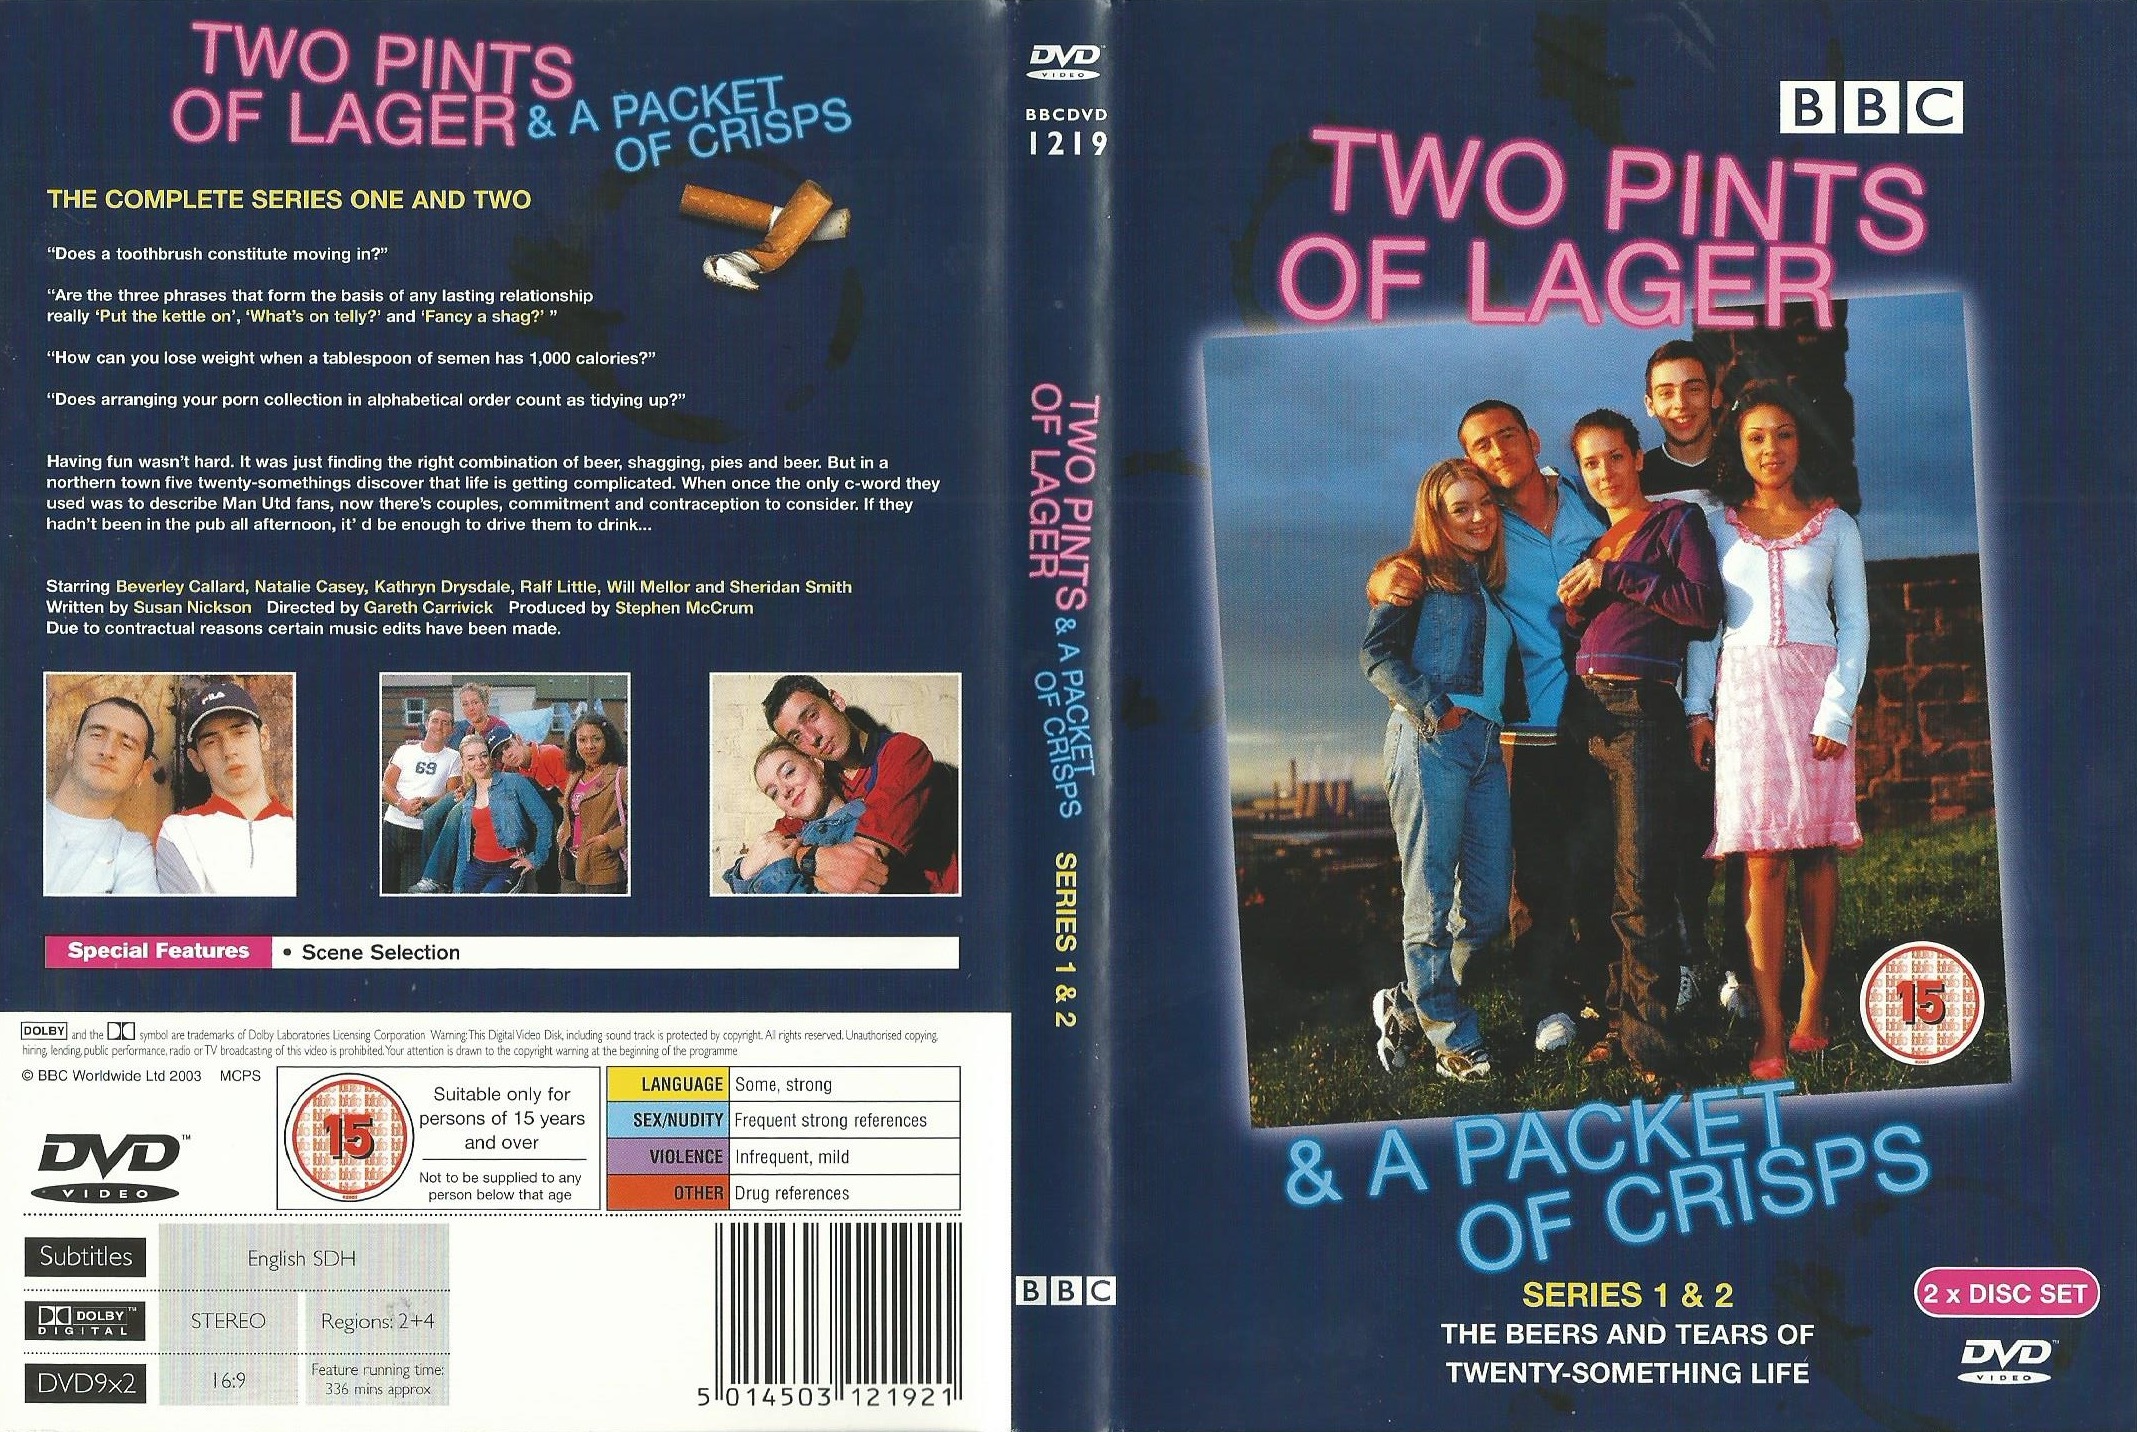 TWO PINTS
OF LAGER & A PACKET
OF CRISPS
THE COMPLETE SERIES ONE AND TWO
“Does a toothbrush constitute moving in?”
“Are the three phrases that form the basis of any lasting relationship
really ‘Put the kettle on’, ‘What’s on telly?’ and ‘Fancy a shag?’ ”
“How can you lose weight when a tablespoon of semen has 1,000 calories?”
“Does arranging your porn collection in alphabetical order count as tidying up?”
Having fun wasn’t hard. It was just finding the right combination of beer, shagging, pies and beer. But in a
northern town five twenty-somethings discover that life is getting complicated. When once the only c-word they
used was to describe Man Utd fans, now there’s couples, commitment and contraception to consider. If they
hadn’t been in the pub all afternoon, it’ d be enough to drive them to drink...
Starring Beverley Callard, Natalie Casey, Kathryn Drysdale, Ralf Little, Will Mellor and Sheridan Smith
Written by Susan Nickson Directed by Gareth Carrivick Produced by Stephen McCrum
Due to contractual reasons certain music edits have been made.
FILA
69
Special Features • Scene Selection
DOLBY and the symbol are trademarks of Dolby Laboratories Licensing Corporation Warning: This Digital Video Disk, including sound track is protected by copyright. All rights reserved. Unauthorised copying,
hiring, lending, public performance, radio or TV broadcasting of this video is prohibited. Your attention is drawn to the copyright warning at the beginning of the programme
© BBC Worldwide Ltd 2003 MCPS
DVD™
VIDEO
15
Suitable only for
persons of 15 years
and over
Not to be supplied to any
person below that age
LANGUAGE Some, strong
SEX/NUDITY Frequent strong references
VIOLENCE Infrequent, mild
OTHER Drug references
Subtitles English SDH
DOLBY™
DIGITAL
STEREO Regions: 2+4
DVD9x2 16:9 Feature running time:
336 mins approx
5 014503 121921
DVD™
VIDEO
BBCDVD
1219
TWO PINTS
OF LAGER & A PACKET
OF CRISPS
SERIES 1 & 2
BBC
BBC
TWO PINTS
OF LAGER
15
& A PACKET
OF CRISPS
SERIES 1 & 2
THE BEERS AND TEARS OF
TWENTY-SOMETHING LIFE
2 x DISC SET
DVD™
VIDEO